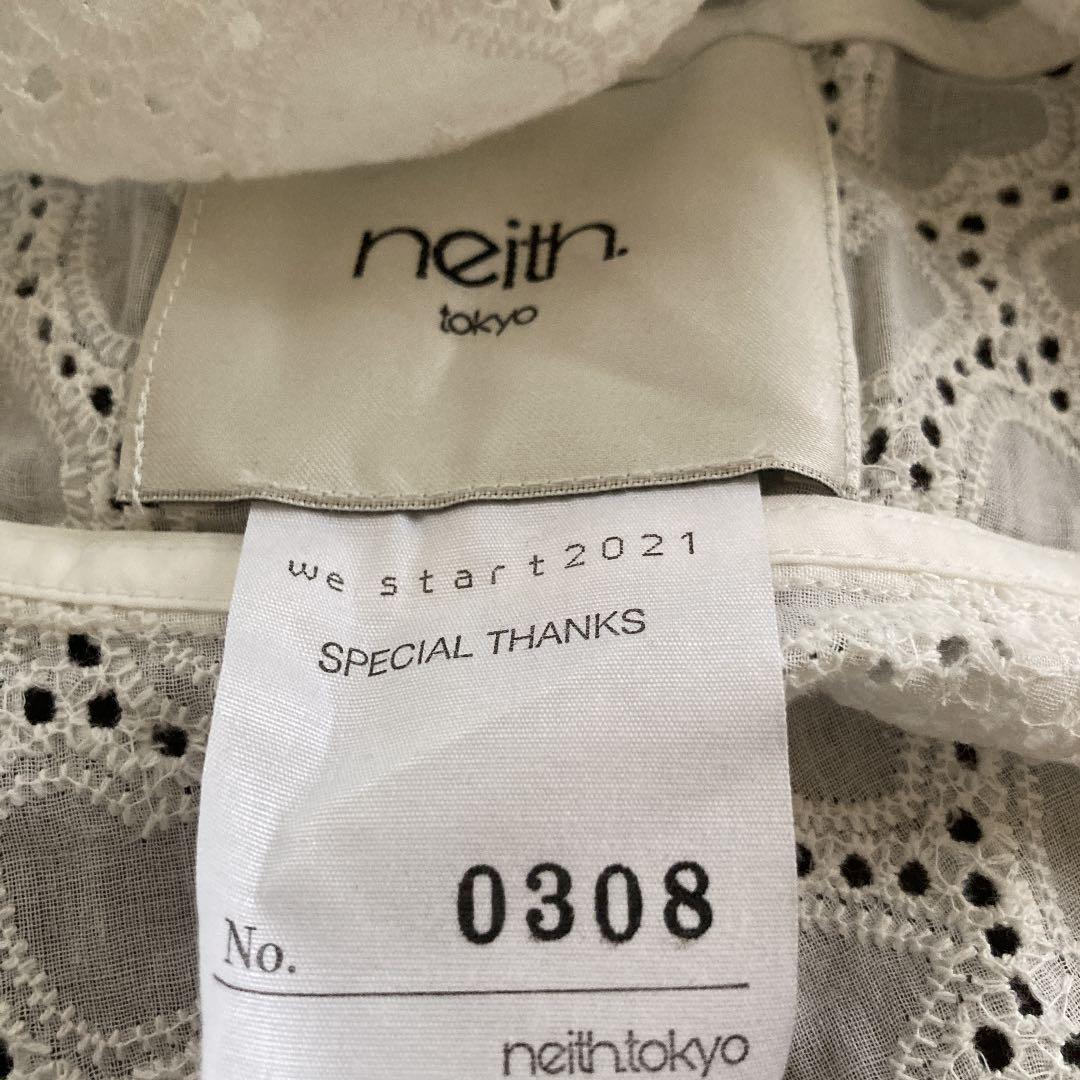 neith.
tokyo
we start2021
SPECIAL THANKS
No. 0308
neith.tokyo